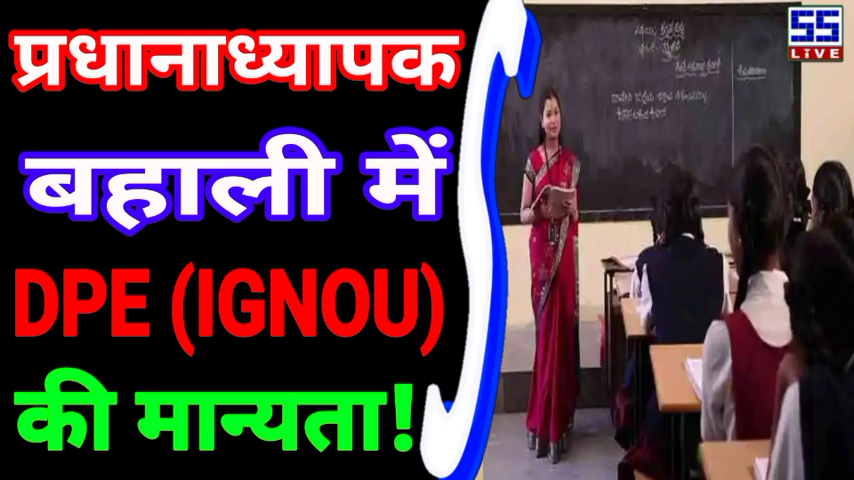 प्रधानाध्यापक
बहाली में
DPE (IGNOU)
की मान्यता!
SS
LIVE